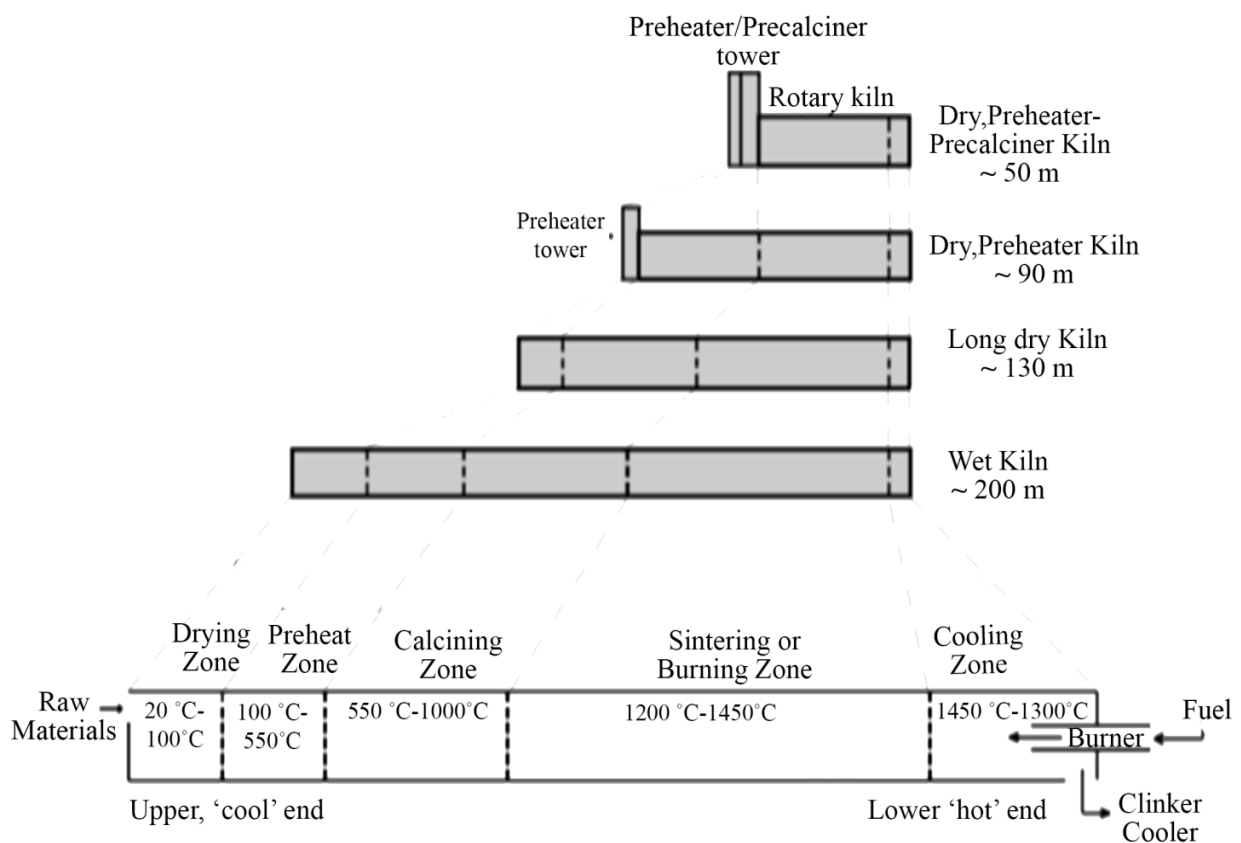 Preheater/Precalciner
tower
Rotary kiln
Dry,Preheater-
Precalciner Kiln
~ 50 m
Preheater
tower
Dry,Preheater Kiln
~ 90 m
Long dry Kiln
~ 130 m
Wet Kiln
~ 200 m
Drying
Zone
Preheat
Zone
Calcining
Zone
Sintering or
Burning Zone
Cooling
Zone
Raw
Materials
20 °C-
100°C
100 °C-
550°C
550 °C-1000°C
1200 °C-1450°C
1450 °C-1300°C
Burner
Fuel
Upper, ‘cool’ end
Lower ‘hot’ end
Clinker
Cooler